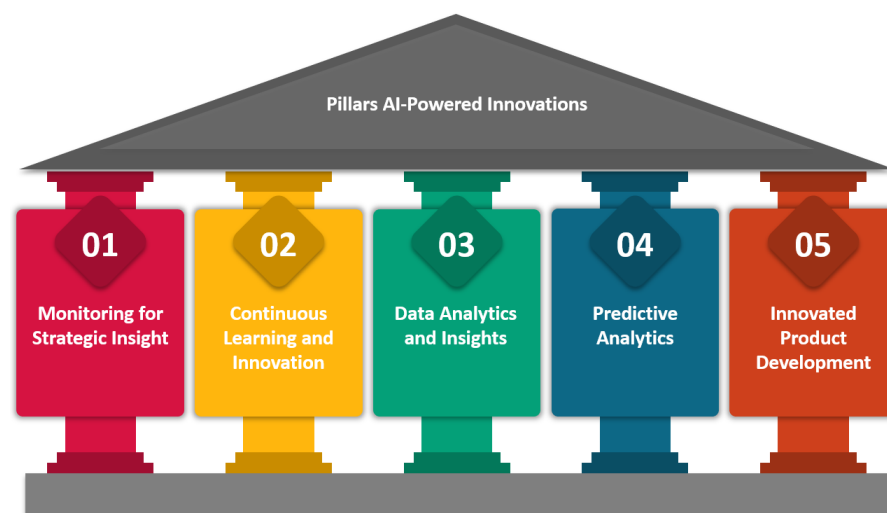 Pillars AI-Powered Innovations
01
Monitoring for
Strategic Insight
02
Continuous
Learning and
Innovation
03
Data Analytics
and Insights
04
Predictive
Analytics
05
Innovated
Product
Development